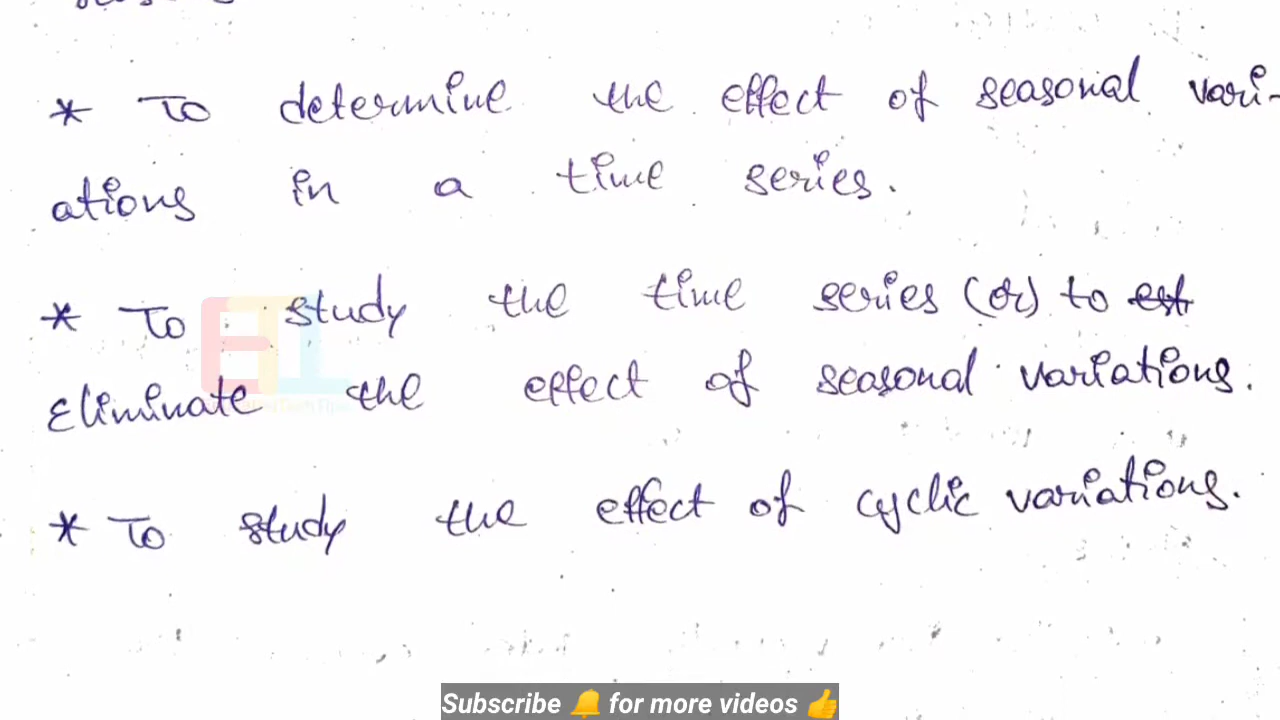 * To determine the effect of seasonal vari-
ations in a time series.
* To study the time series (or) to est
Eliminate the effect of seasonal variations.
* To study the effect of cyclic variations.
Subscribe 🔔 for more videos 👍